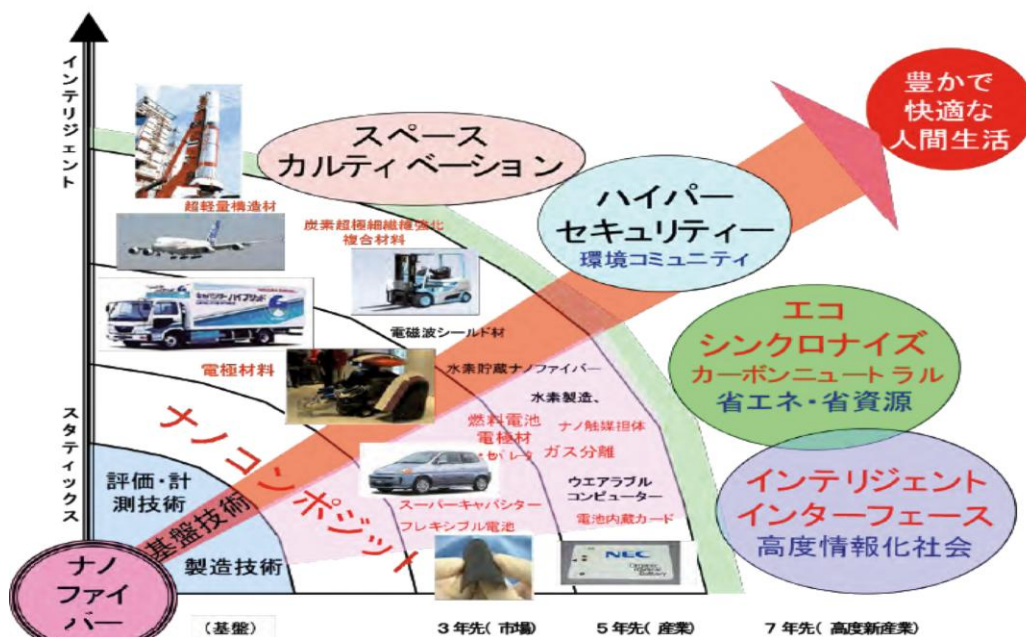 インテリジェント
スタティックス
豊かで
快適な
人間生活
スペース
カルティベーション
ハイパー
セキュリティー
環境コミュニティ
エコ
シンクロナイズ
カーボンニュートラル
省エネ・省資源
インテリジェント
インターフェース
高度情報化社会
超軽量構造材
炭素超極細繊維強化
複合材料
電磁波シールド材
電極材料
水素貯蔵ナノファイバー
水素製造、
燃料電池
電極材
・セパレータ
ナノ触媒担体
ガス分離
ウエアラブル
コンピューター
電池内蔵カード
スーパーキャパシター
フレキシブル電池
NEC
ナノコンポジット
評価・計
測技術
基盤技術
製造技術
ナノ
ファイ
バー
（基盤）
3年先（市場）
5年先（産業）
7年先（高度新産業）